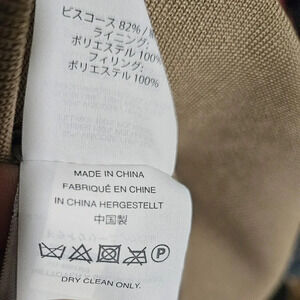 ビスコース 82% /
ライニング:
ポリエステル 100%
フィリング:
ポリエステル 100%
MADE IN CHINA
FABRIQUÉ EN CHINE
IN CHINA HERGESTELLT
中国製
P
DRY CLEAN ONLY.